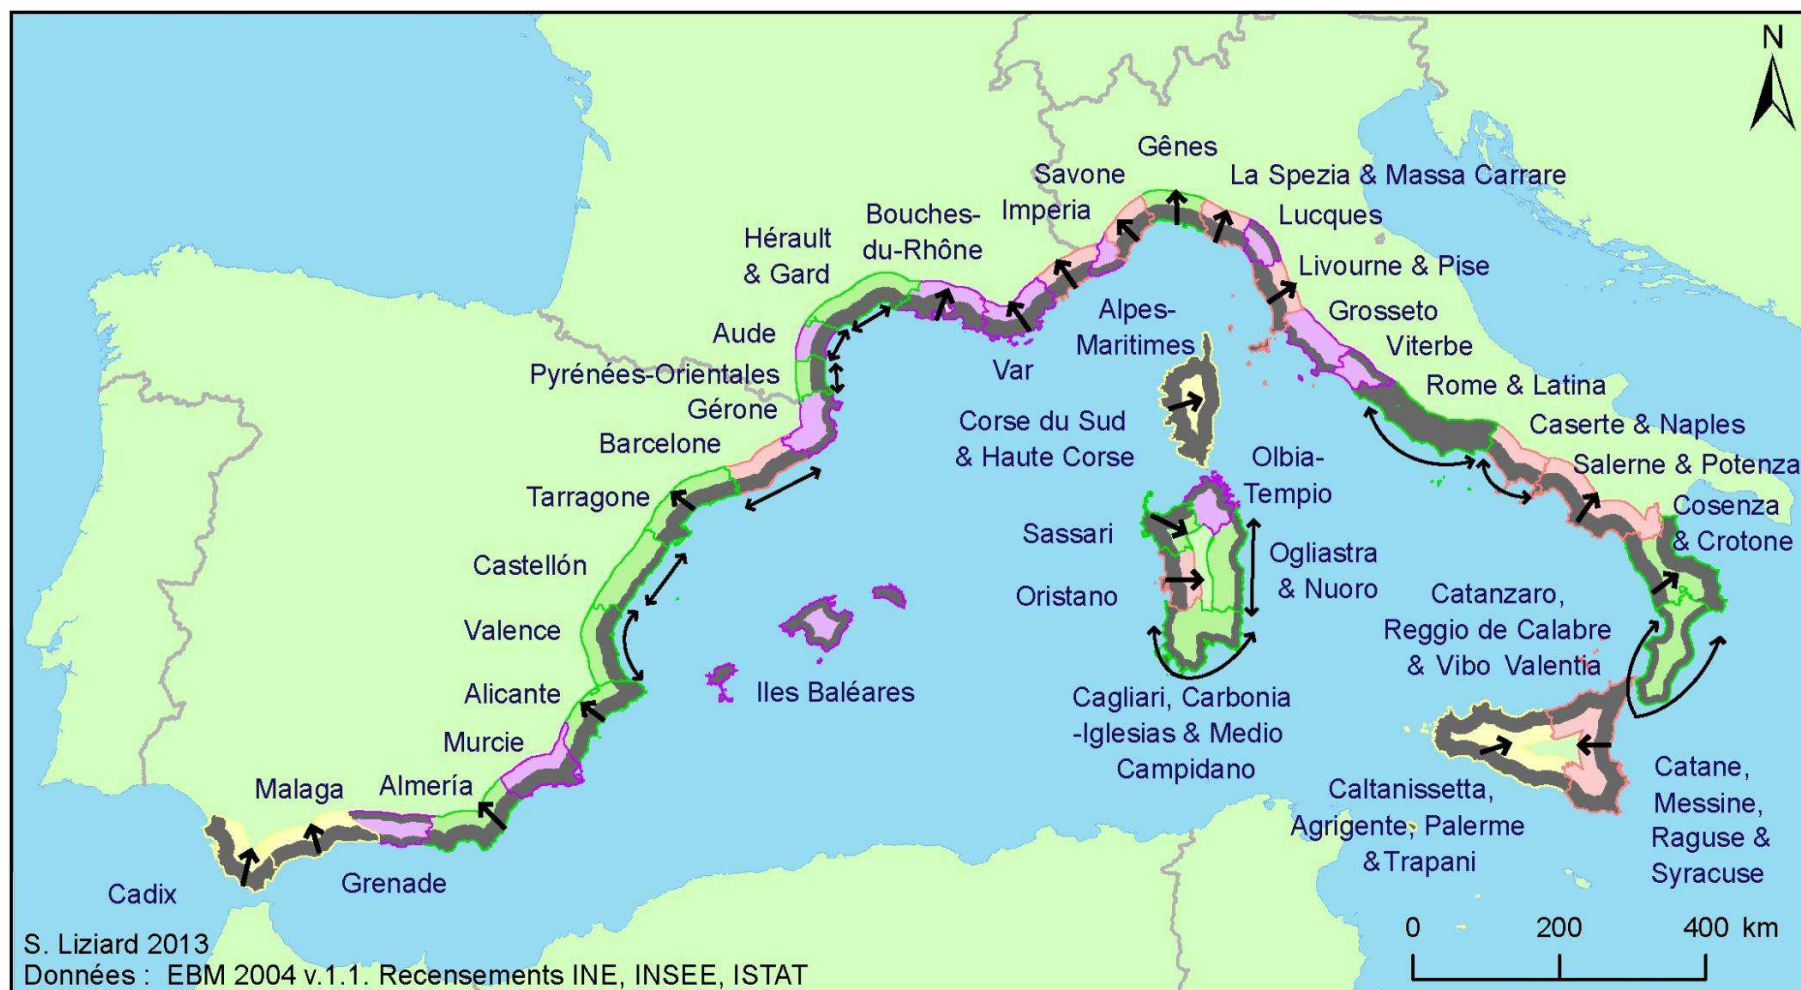 N
Gênes
Savone
La Spezia & Massa Carrare
Imperia
Lucques
Bouches-
du-Rhône
Hérault
& Gard
Livourne & Pise
Grosseto
Alpes-
Maritimes
Aude
Viterbe
Var
Pyrénées-Orientales
Rome & Latina
Gérone
Corse du Sud
& Haute Corse
Caserte & Naples
Barcelone
Olbia-
Tempio
Salerne & Potenza
Tarragone
Cosenza
& Crotone
Sassari
Castellón
Ogliastra
& Nuoro
Oristano
Catanzaro,
Reggio de Calabre
& Vibo Valentia
Valence
Alicante
Iles Baléares
Cagliari, Carbonia
-Iglesias & Medio
Campidano
Murcie
Malaga
Almería
Caltanissetta,
Agrigente, Palerme
&Trapani
Catane,
Messine,
Raguse &
Syracuse
Grenade
Cadix
0 200 400 km
S. Liziard 2013
Données : EBM 2004 v.1.1. Recensements INE, INSEE, ISTAT